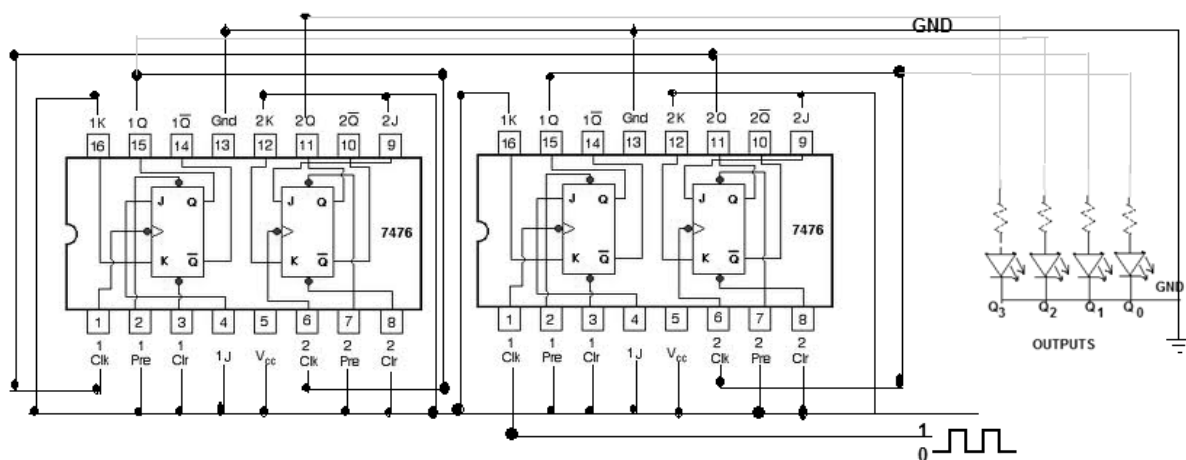 GND
1K 1Q 1Q̅ Gnd 2K 2Q 2Q̅ 2J
16 15 14 13 12 11 10 9
J Q J Q
K Q̅ Q̅
7476
1 2 3 4 5 6 7 8
1 Clk 1 Pre 1 Clr 1J Vcc 2 Clk 2 Pre 2 Clr
1K 1Q 1Q̅ Gnd 2K 2Q 2Q̅ 2J
16 15 14 13 12 11 10 9
J Q J Q
K Q̅ K Q̅
7476
1 2 3 4 5 6 7 8
1 Clk 1 Pre 1 Clr 1J Vcc 2 Clk 2 Pre 2 Clr
GND
Q3 Q2 Q1 Q0
OUTPUTS
1
0